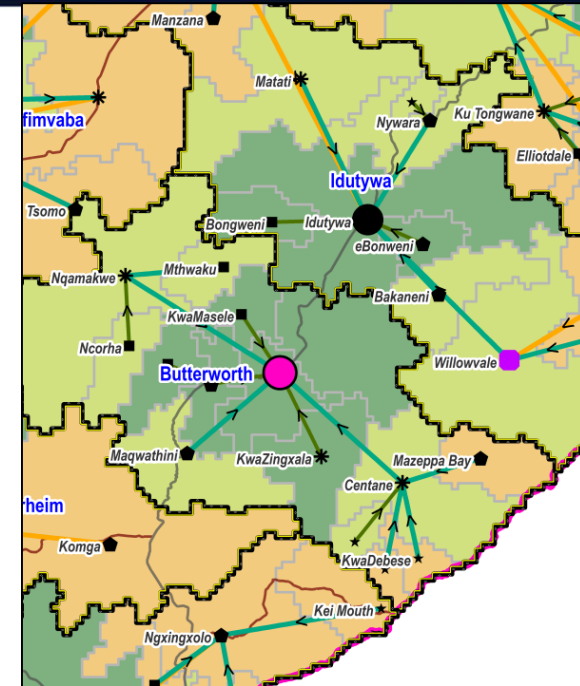 Manzana
Matati
fimvaba
Nywara
Ku Tongwane
Elliotdale
Idutywa
Tsomo
Bongweni
Idutywa
eBonweni
Mthwaku
Nqamakwe
Bakaneni
KwaMasele
Ncorha
Willowvale
Butterworth
Maqwathini
KwaZingxala
Mazeppa Bay
Centane
rheim
Komga
KwaDebese
Kei Mouth
Ngxingxolo